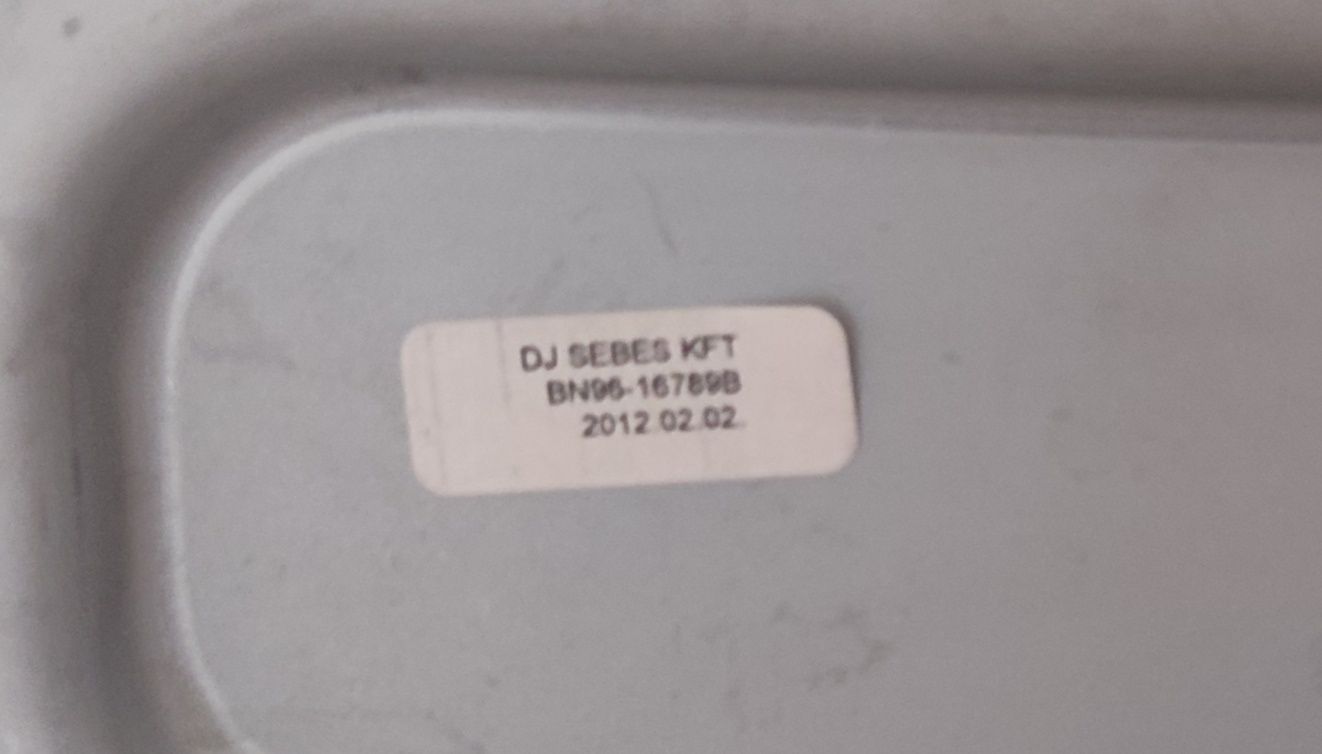 DJ SEBES KFT
BN96-16789B
2012.02.02.